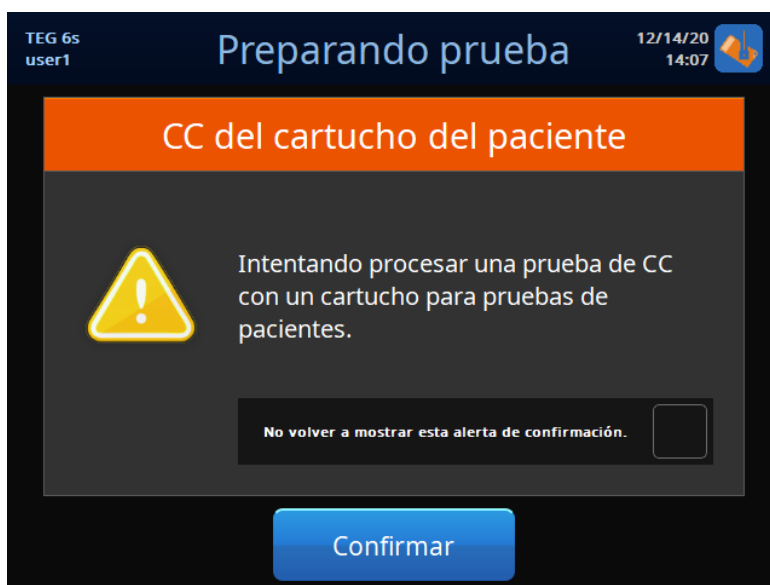 TEG 6s
user1
Preparando prueba
12/14/20
14:07
CC del cartucho del paciente
Intentando procesar una prueba de CC
con un cartucho para pruebas de
pacientes.
No volver a mostrar esta alerta de confirmación.
Confirmar